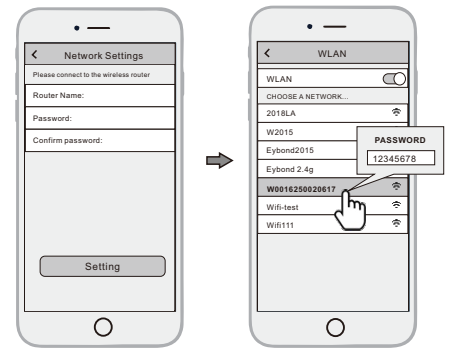 Network Settings
Please connect to the wireless router
Router Name:
Password:
Confirm password:
Setting
WLAN
WLAN
CHOOSE A NETWORK...
2018LA
W2015
Eybond2015
Eybond 2.4g
W0016250020617
Wifi-test
Wifi111
PASSWORD
12345678